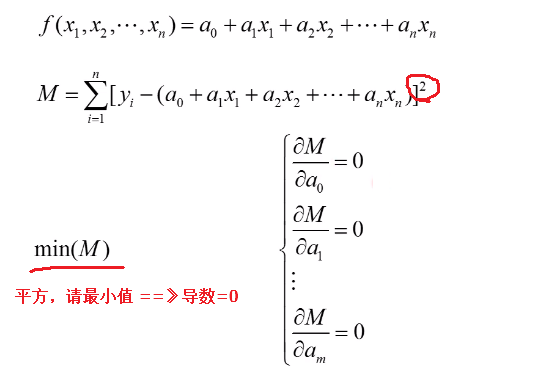 f(x₁,x₂,⋯,xₙ)=a₀+a₁x₁+a₂x₂+⋯+aₙxₙ
M=∑ᵢ₌₁ⁿ[yᵢ−(a₀+a₁x₁+a₂x₂+⋯+aₙxₙ)]²
∂M/∂a₀=0
∂M/∂a₁=0
⋮
∂M/∂aₘ=0
min(M)
平方，请最小值 ==》导数=0